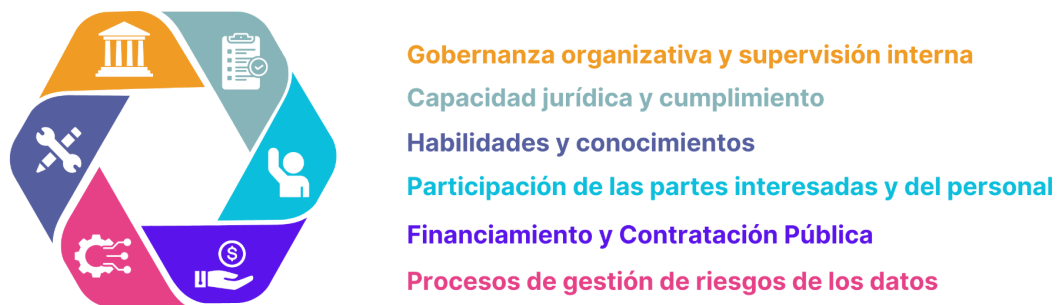 Gobernanza organizativa y supervisión interna
Capacidad jurídica y cumplimiento
Habilidades y conocimientos
Participación de las partes interesadas y del personal
Financiamiento y Contratación Pública
Procesos de gestión de riesgos de los datos
$